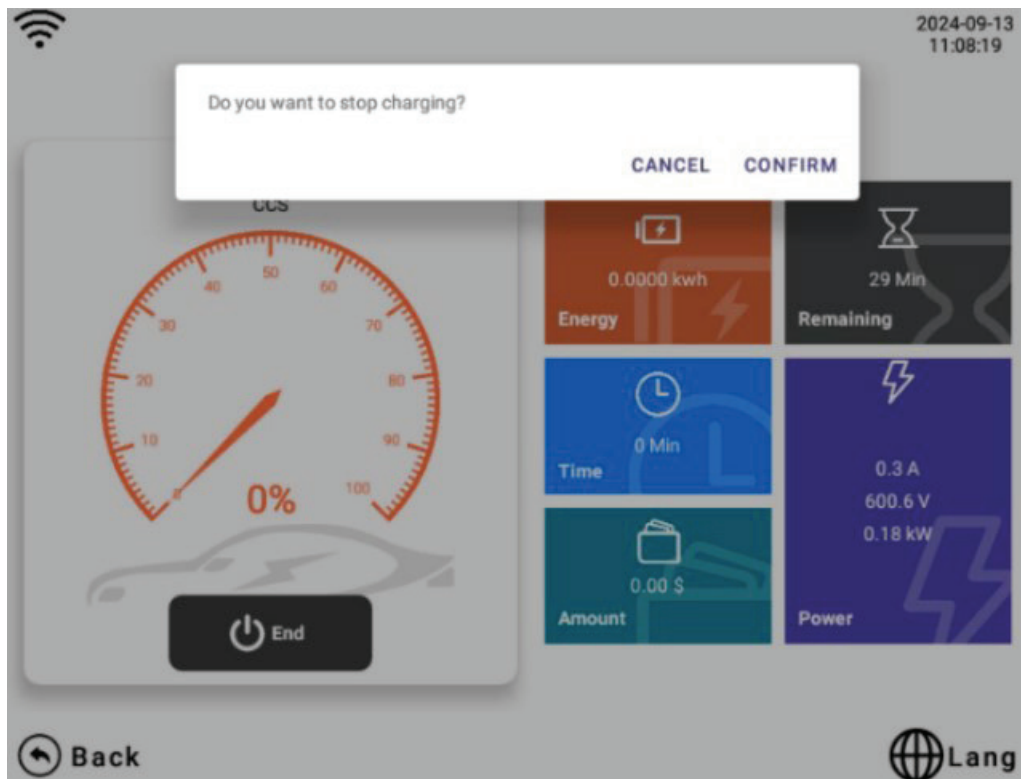 2024-09-13
11:08:19
Do you want to stop charging?
CANCEL CONFIRM
CCS
0
10
20
30
40
50
60
70
80
90
100
0%
End
0.0000 kwh
Energy
29 Min
Remaining
0 Min
Time
0.3 A
600.6 V
0.18 kW
Power
0.00 $
Amount
Back
Lang